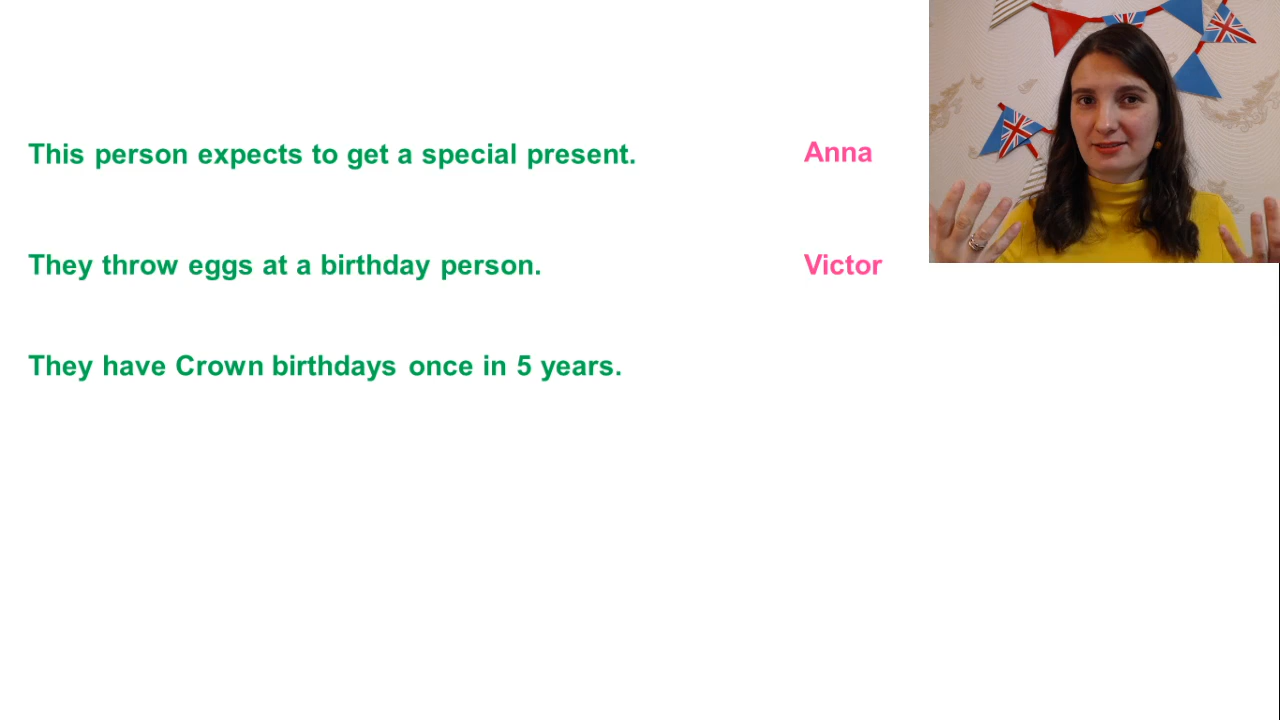 This person expects to get a special present. Anna
They throw eggs at a birthday person. Victor
They have Crown birthdays once in 5 years.